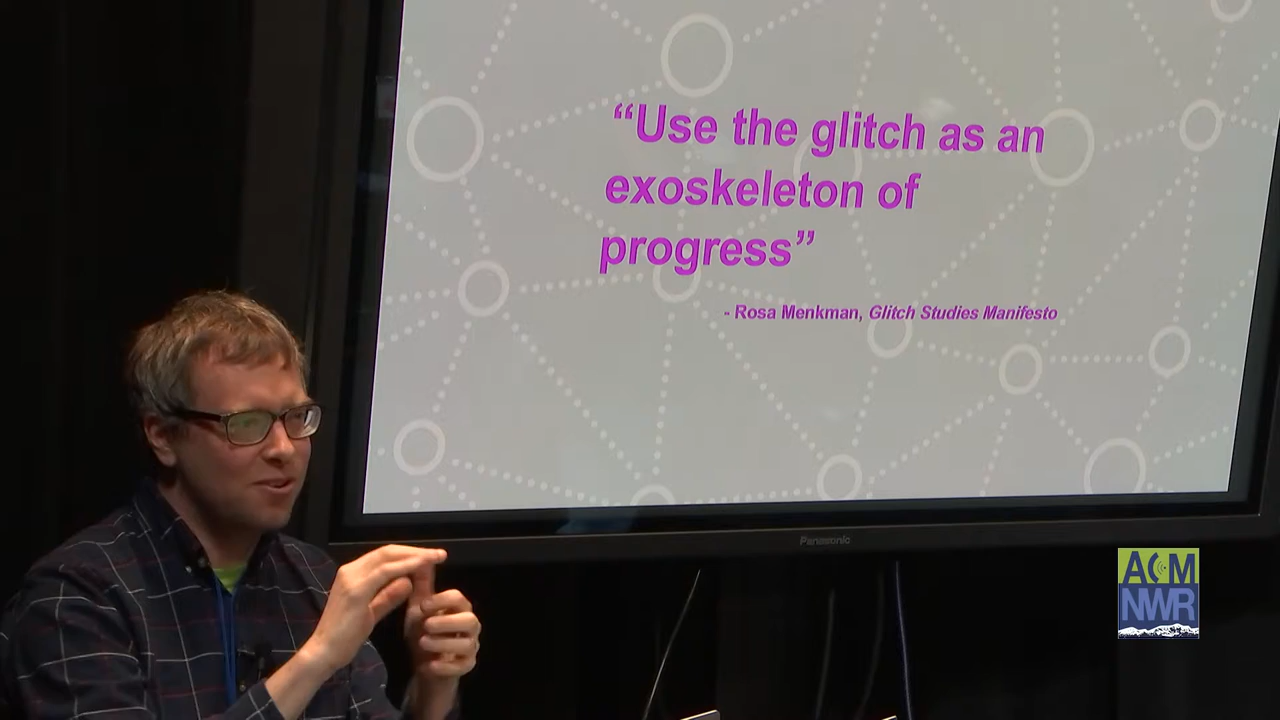 “Use the glitch as an
exoskeleton of
progress”
- Rosa Menkman, Glitch Studies Manifesto
Panasonic
ACM
NWR